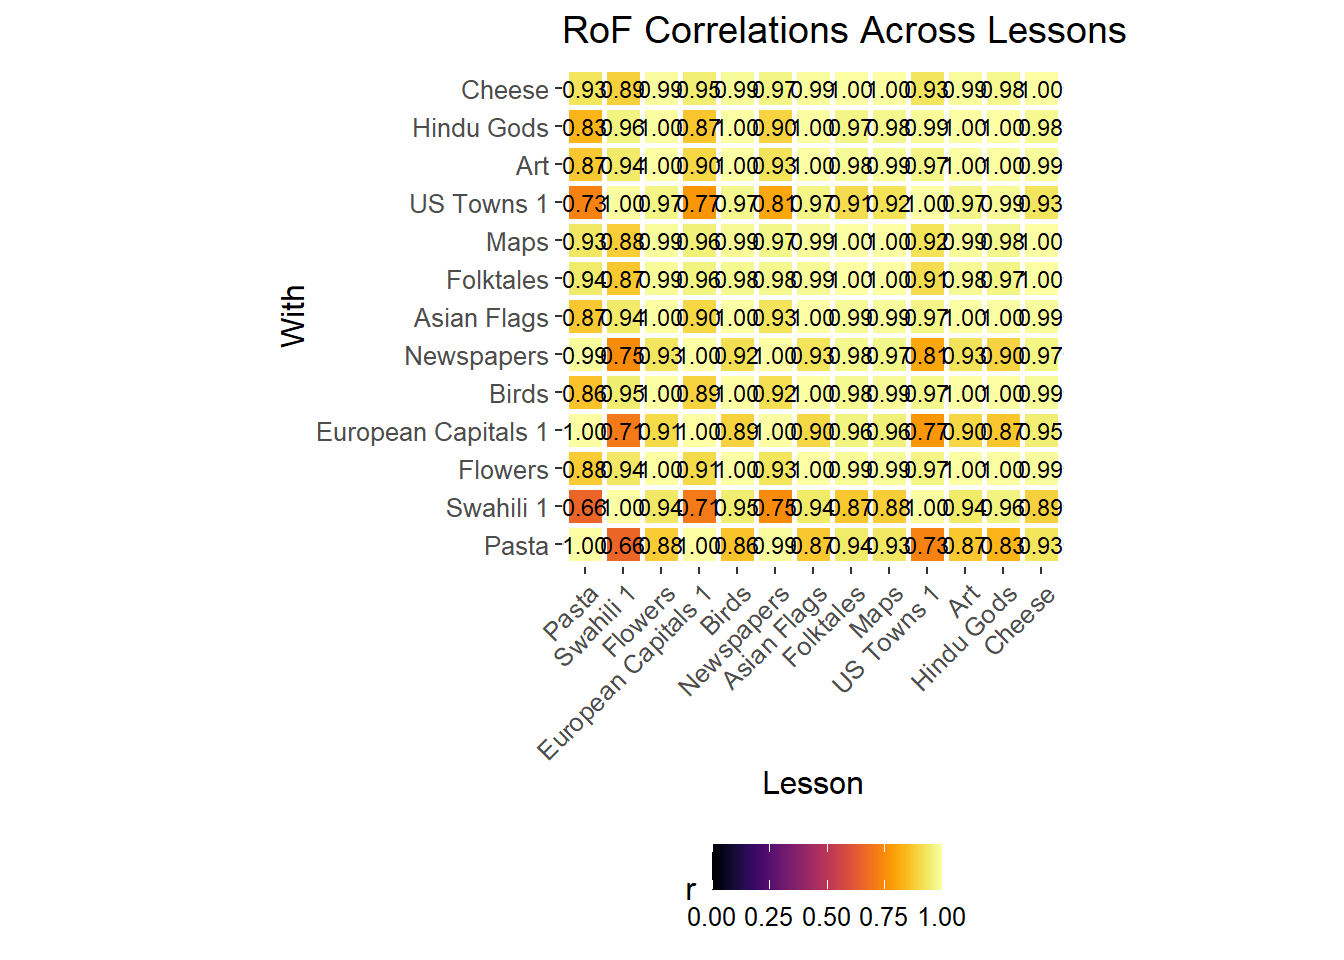 RoF Correlations Across Lessons
With
Cheese 0.93 0.89 0.99 0.95 0.99 0.97 0.99 1.00 1.00 0.93 0.99 0.98 1.00
Hindu Gods 0.83 0.96 1.00 0.87 1.00 0.90 1.00 0.97 0.98 0.99 1.00 1.00 0.98
Art 0.87 0.94 1.00 0.90 1.00 0.93 1.00 0.98 0.99 0.97 1.00 1.00 0.99
US Towns 1 0.73 1.00 0.97 0.77 0.97 0.81 0.97 0.91 0.92 1.00 0.97 0.99 0.93
Maps 0.93 0.88 0.99 0.96 0.99 0.97 0.99 1.00 1.00 0.92 0.99 0.98 1.00
Folktales 0.94 0.87 0.99 0.96 0.98 0.98 0.99 1.00 1.00 0.91 0.98 0.97 1.00
Asian Flags 0.87 0.94 1.00 0.90 1.00 0.93 1.00 0.99 0.99 0.97 1.00 1.00 0.99
Newspapers 0.99 0.75 0.93 1.00 0.92 1.00 0.93 0.98 0.97 0.81 0.93 0.90 0.97
Birds 0.86 0.95 1.00 0.89 1.00 0.92 1.00 0.98 0.99 0.97 1.00 1.00 0.99
European Capitals 1 1.00 0.71 0.91 1.00 0.89 1.00 0.90 0.96 0.96 0.77 0.90 0.87 0.95
Flowers 0.88 0.94 1.00 0.91 1.00 0.93 1.00 0.99 0.99 0.97 1.00 1.00 0.99
Swahili 1 0.66 1.00 0.94 0.71 0.95 0.75 0.94 0.87 0.88 1.00 0.94 0.96 0.89
Pasta 1.00 0.66 0.88 1.00 0.86 0.99 0.87 0.94 0.93 0.73 0.87 0.83 0.93
Pasta
Swahili 1
Flowers
European Capitals 1
Birds
Newspapers
Asian Flags
Folktales
Maps
US Towns 1
Art
Hindu Gods
Cheese
Lesson
r
0.00 0.25 0.50 0.75 1.00